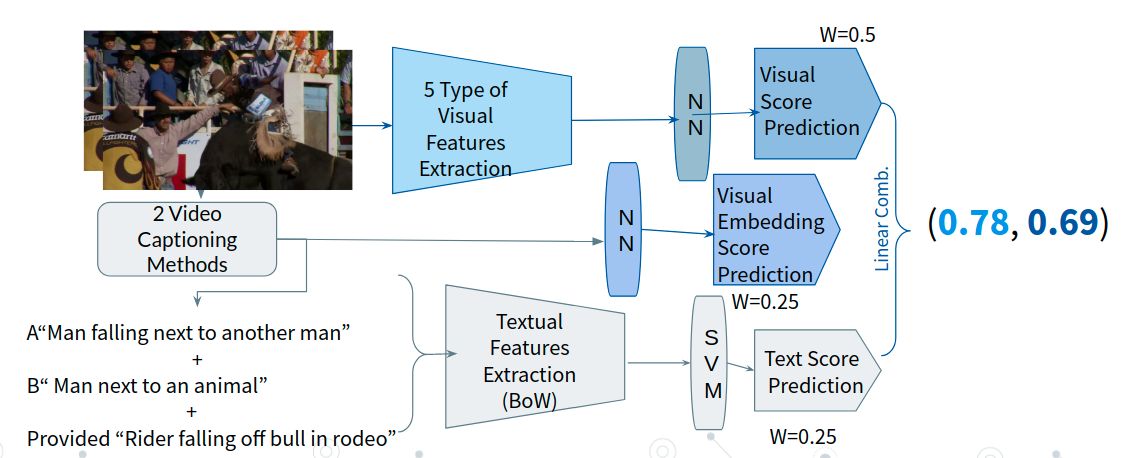 W=0.5
5 Type of
Visual
Features
Extraction
N
N
Visual
Score
Prediction
2 Video
Captioning
Methods
N
N
Visual
Embedding
Score
Prediction
W=0.25
Linear Comb.
(0.78, 0.69)
A“Man falling next to another man”
+
B“ Man next to an animal”
+
Provided “Rider falling off bull in rodeo”
Textual
Features
Extraction
(BoW)
S
V
M
Text Score
Prediction
W=0.25